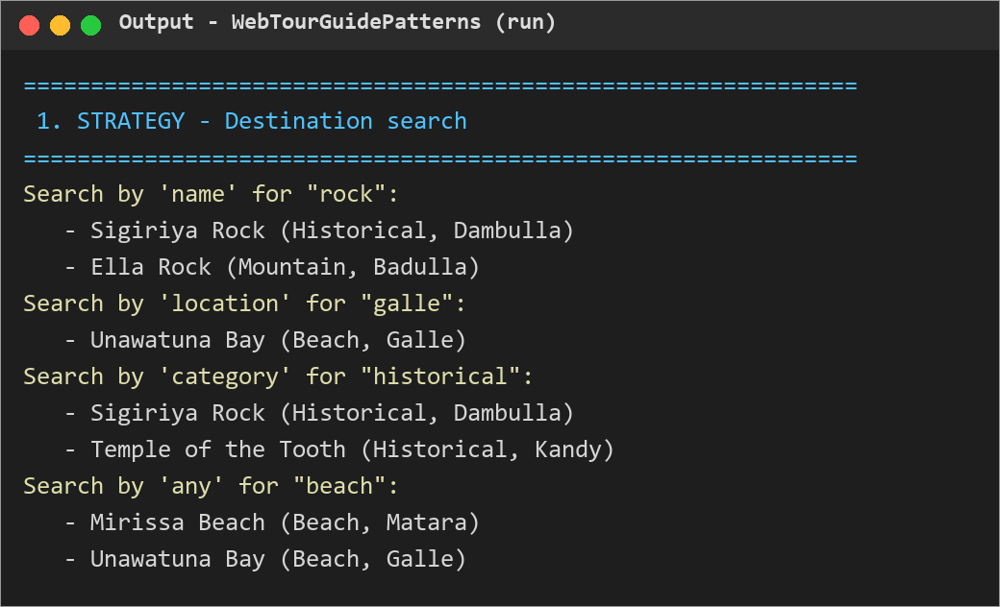 Output - WebTourGuidePatterns (run)
==============================================================
1. STRATEGY - Destination search
==============================================================
Search by 'name' for "rock":
- Sigiriya Rock (Historical, Dambulla)
- Ella Rock (Mountain, Badulla)
Search by 'location' for "galle":
- Unawatuna Bay (Beach, Galle)
Search by 'category' for "historical":
- Sigiriya Rock (Historical, Dambulla)
- Temple of the Tooth (Historical, Kandy)
Search by 'any' for "beach":
- Mirissa Beach (Beach, Matara)
- Unawatuna Bay (Beach, Galle)